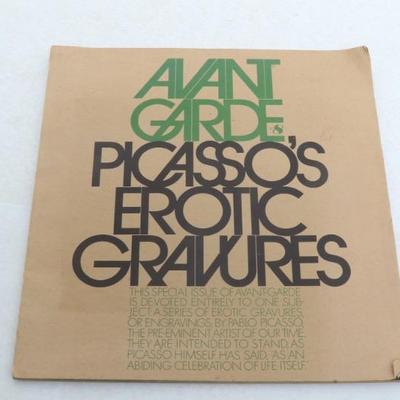 AVANT
GARDE
PICASSO'S
EROTIC
GRAVURES
THIS SPECIAL ISSUE OF AVANT-GARDE
IS DEVOTED ENTIRELY TO ONE SUB-
JECT: A SERIES OF EROTIC GRAVURES,
OR ENGRAVINGS, BY PABLO PICASSO,
THE PRE-EMINENT ARTIST OF OUR TIME.
THEY ARE INTENDED TO STAND, AS
PICASSO HIMSELF HAS SAID, "AS AN
ABIDING CELEBRATION OF LIFE ITSELF."